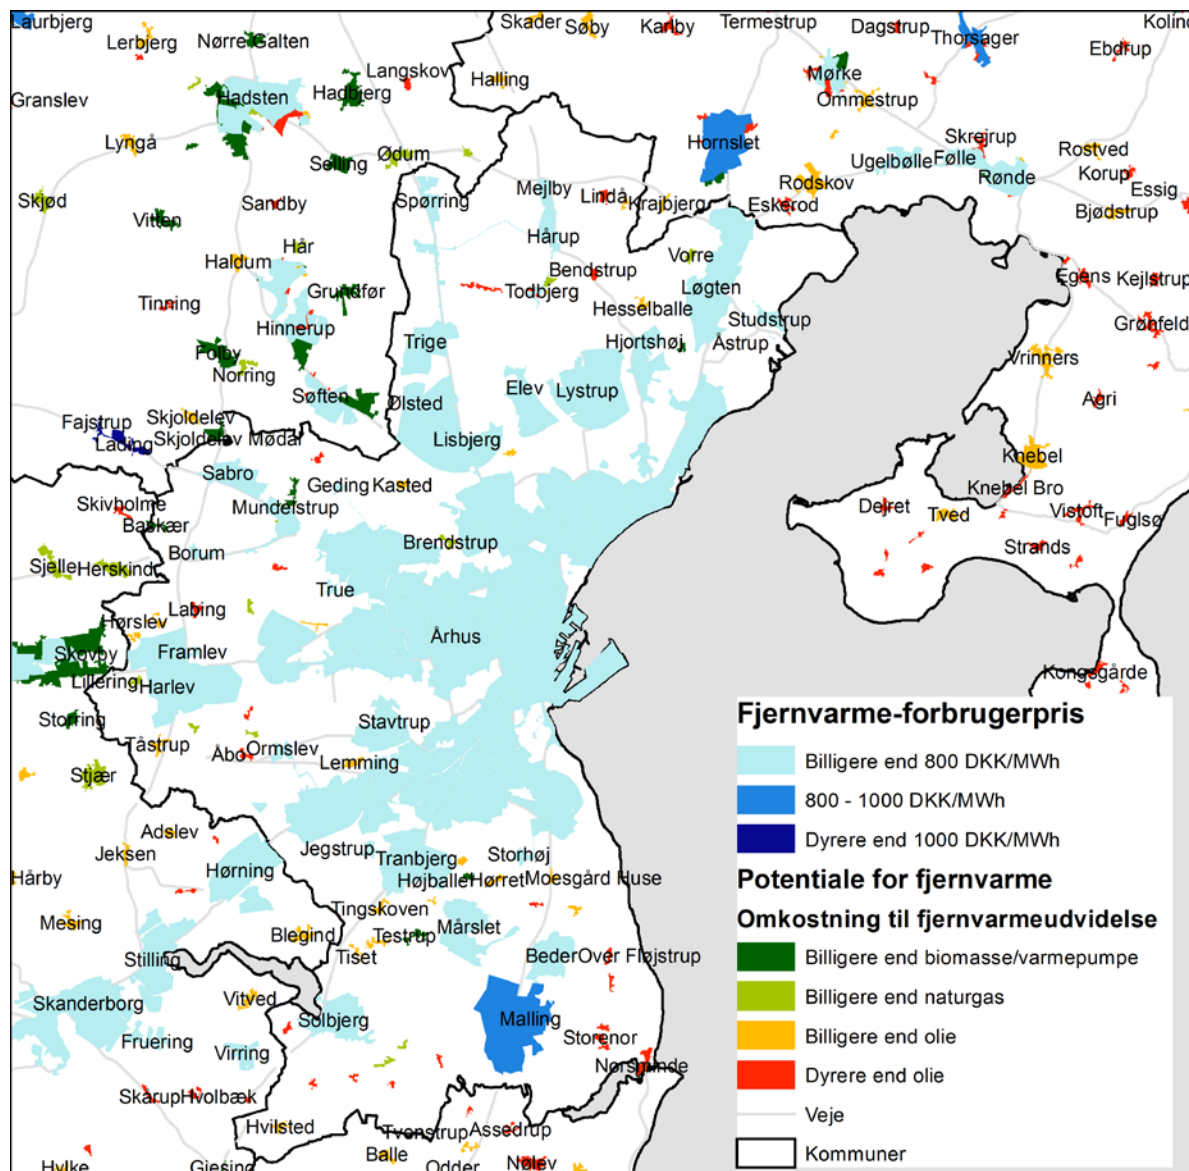 Laurbjerg
Skader
Søby
Karlby
Termestrup
Dagstrup
Kolind
Lerbjerg
Nørre Galten
Thorsager
Ebdrup
Langskov
Halling
Mørke
Granslev
Hadsten
Hadbjerg
Ommestrup
Lyngå
Hornslet
Skrejrup
Rostved
Selling
Ødum
Ugelbølle
Følle
Rønde
Korup
Essig
Skjød
Sandby
Spørring
Mejlby
Lindå
Krajbjerg
Rodskov
Eskerod
Bjødstrup
Vitten
Hår
Hårup
Vorre
Haldum
Bendstrup
Egens
Kejlstrup
Tinning
Grundfør
Todbjerg
Hesselballe
Løgten
Hinnerup
Studstrup
Grønfeld
Folby
Trige
Hjortshøj
Åstrup
Vrinners
Norring
Søften
Ølsted
Elev
Lystrup
Agri
Fajstrup
Skjoldelev
Lading
Skjoldelev Mødal
Lisbjerg
Knebel
Sabro
Geding
Kasted
Knebel Bro
Skivholme
Mundelstrup
Dejret
Tved
Vistoft
Fuglsø
Baskær
Borum
Brendstrup
Strands
Sjelle
Herskind
True
Hørslev
Labing
Århus
Skovby
Framlev
Lillering
Harlev
Kongsgårde
Storring
Stavtrup
Tåstrup
Åbo
Ormslev
Lemming
Stjær
Adslev
Jeksen
Jegstrup
Tranbjerg
Storhøj
Hårby
Hørning
Højballe
Hørret
Moesgård Huse
Mesing
Blegind
Tingskoven
Testrup
Mårslet
Stilling
Tiset
Beder
Over Fløjstrup
Skanderborg
Vitved
Solbjerg
Malling
Fruering
Virring
Storenor
Norsminde
Skårup
Hvolbæk
Hvilsted
Tvenstrup
Assedrup
Hylke
Gjesing
Balle
Odder
Nølev
Fjernvarme-forbrugerpris
Billigere end 800 DKK/MWh
800 - 1000 DKK/MWh
Dyrere end 1000 DKK/MWh
Potentiale for fjernvarme
Omkostning til fjernvarmeudvidelse
Billigere end biomasse/varmepumpe
Billigere end naturgas
Billigere end olie
Dyrere end olie
Veje
Kommuner